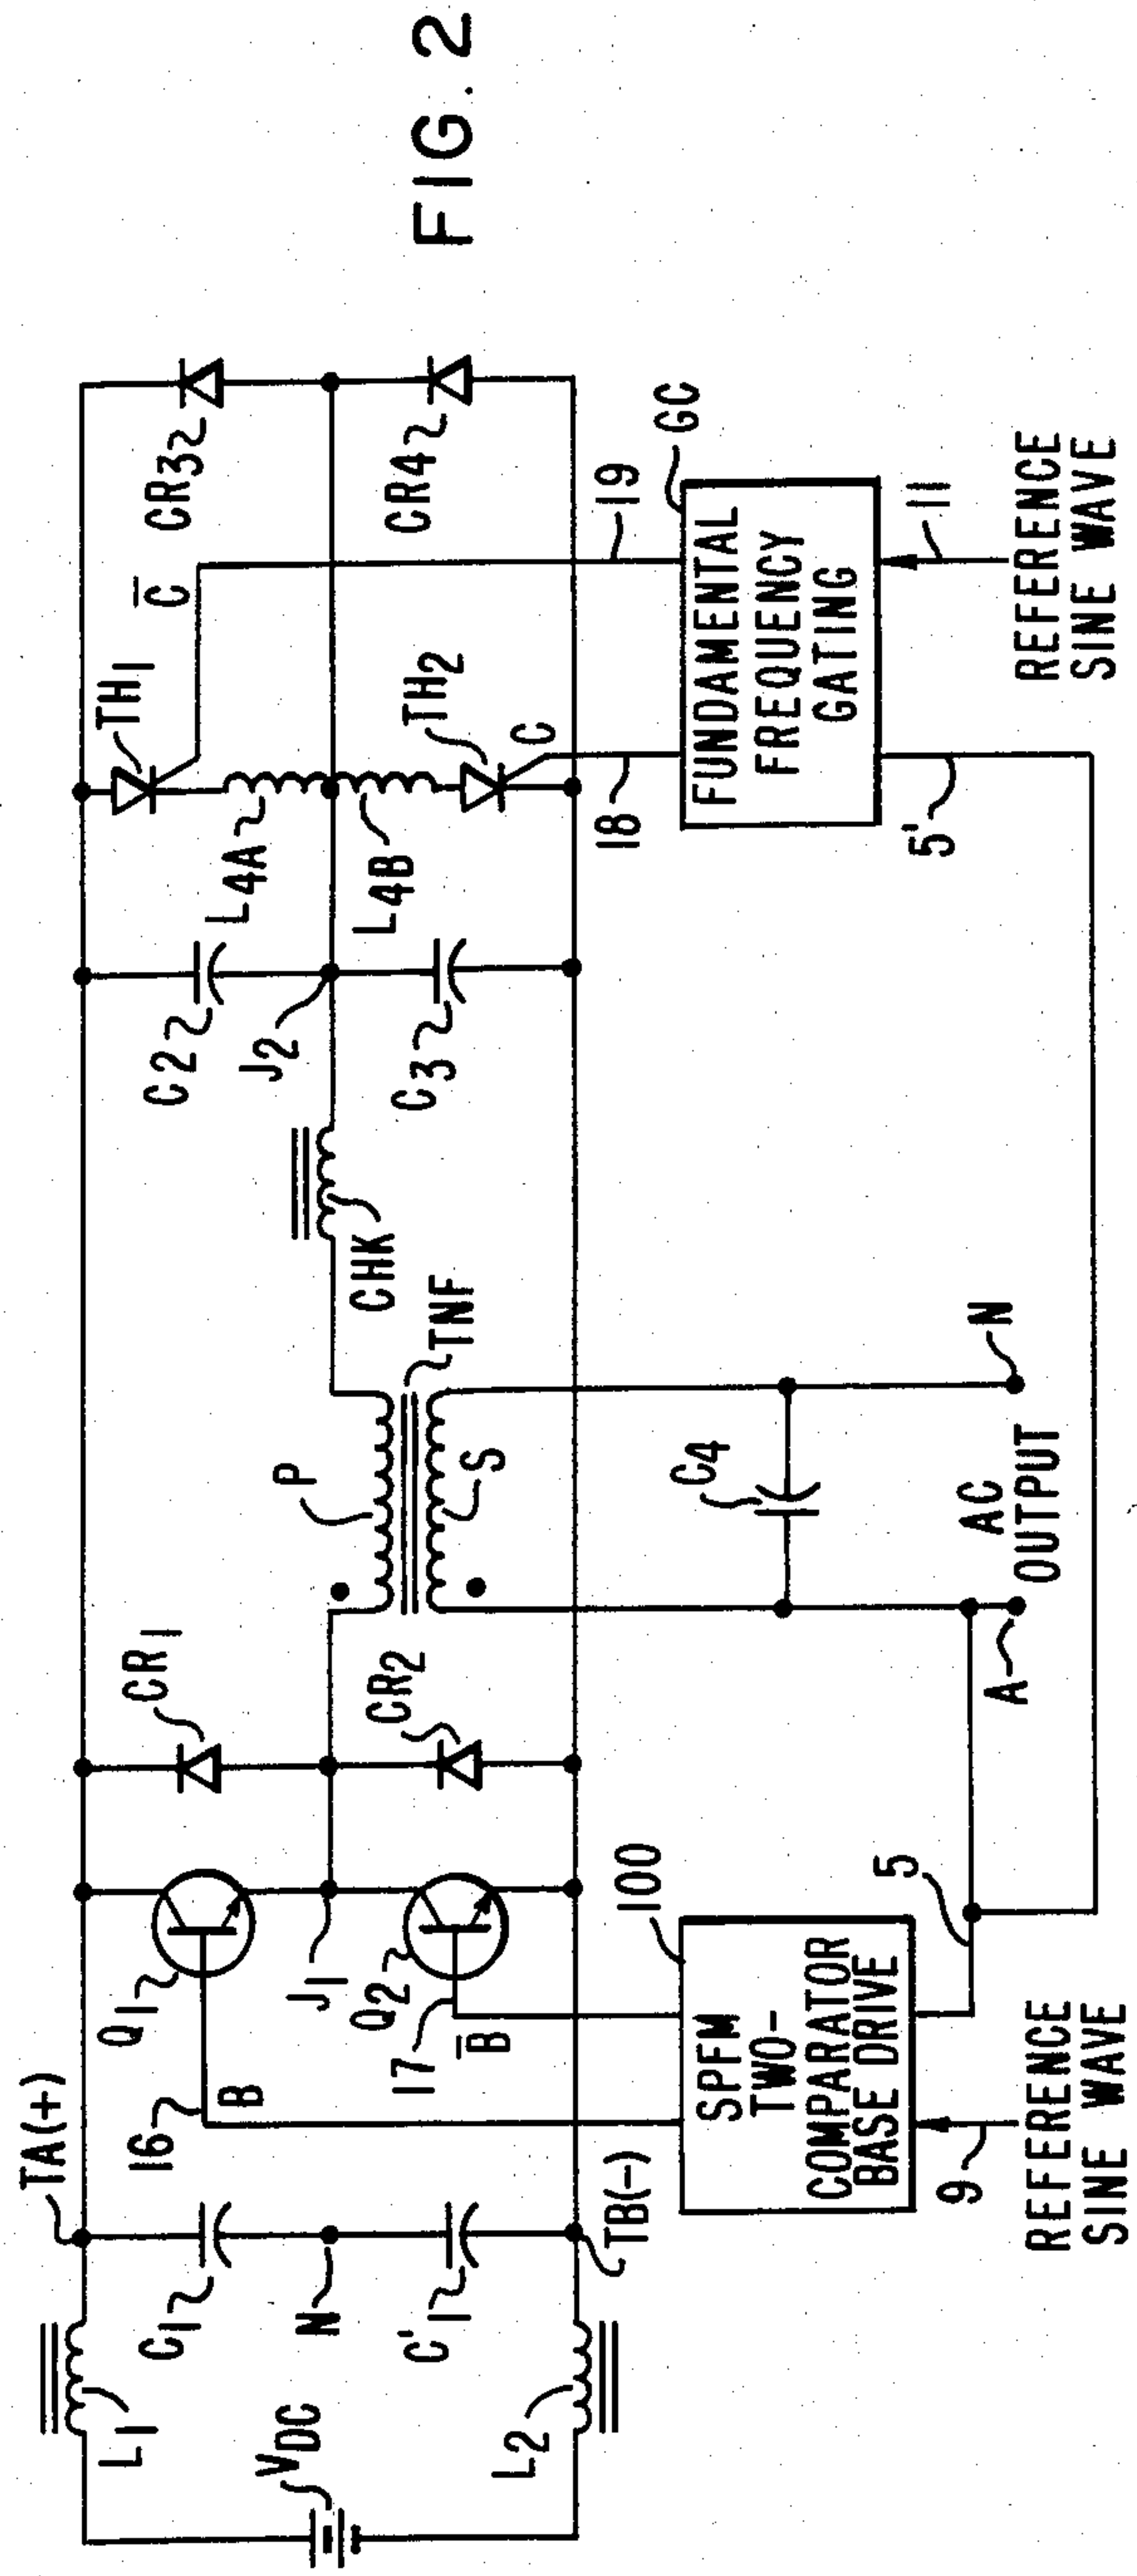 FIG. 2
TA(+)
L1
VDC
L2
C1
N
C'1
TB(-)
16
B
Q1
J1
Q2
17
B̅
CR1
CR2
P
S
TNF
CHK
C2
J2
C3
L4A
L4B
TH1
TH2
C̅
C
CR3
CR4
100
SPFM
TWO-
COMPARATOR
BASE DRIVE
9
REFERENCE
SINE WAVE
5
A
AC
OUTPUT
N
C4
18
19
GC
FUNDAMENTAL
FREQUENCY
GATING
5'
11
REFERENCE
SINE WAVE